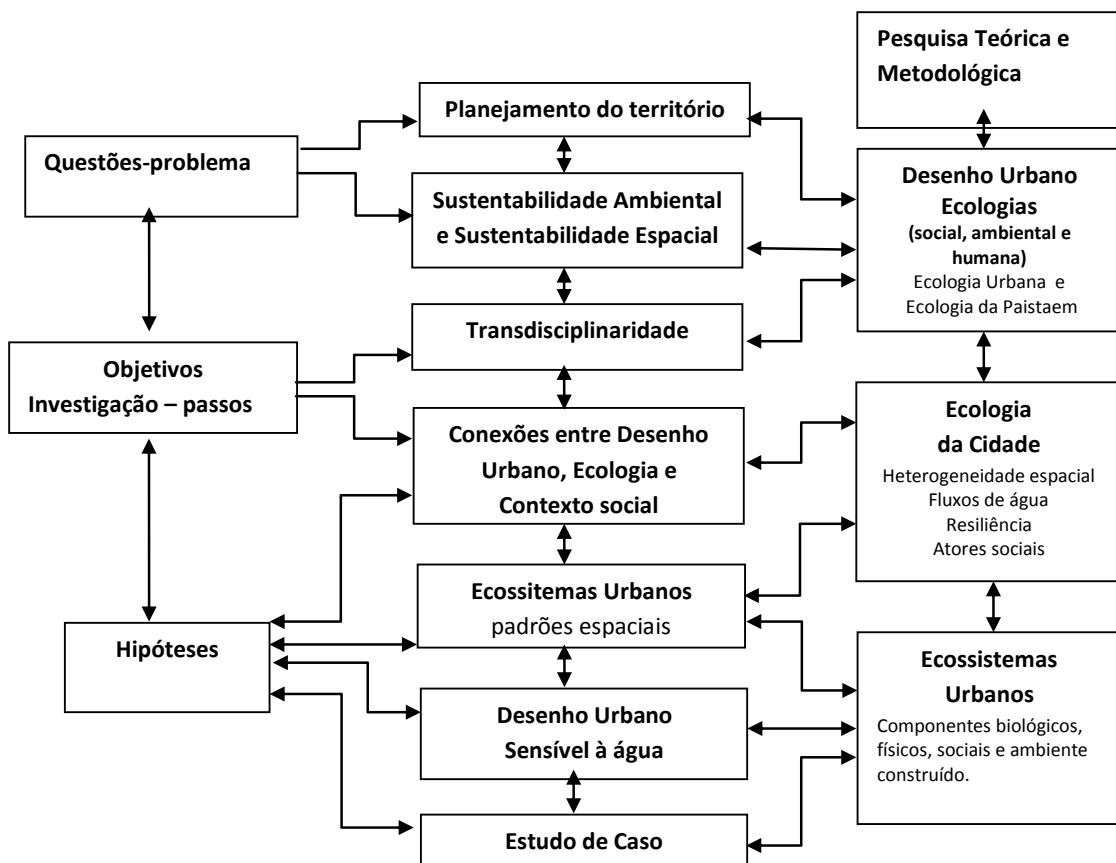 Pesquisa Teórica e
Metodológica
Planejamento do território
Questões-problema
Desenho Urbano
Ecologias
(social, ambiental e
humana)
Ecologia Urbana e
Ecologia da Paistaem
Sustentabilidade Ambiental
e Sustentabilidade Espacial
Transdisciplinaridade
Objetivos
Investigação – passos
Ecologia
da Cidade
Heterogeneidade espacial
Fluxos de água
Resiliência
Atores sociais
Conexões entre Desenho
Urbano, Ecologia e
Contexto social
Ecossitemas Urbanos
padrões espaciais
Hipóteses
Ecossistemas
Urbanos
Componentes biológicos,
físicos, sociais e ambiente
construído.
Desenho Urbano
Sensível à água
Estudo de Caso